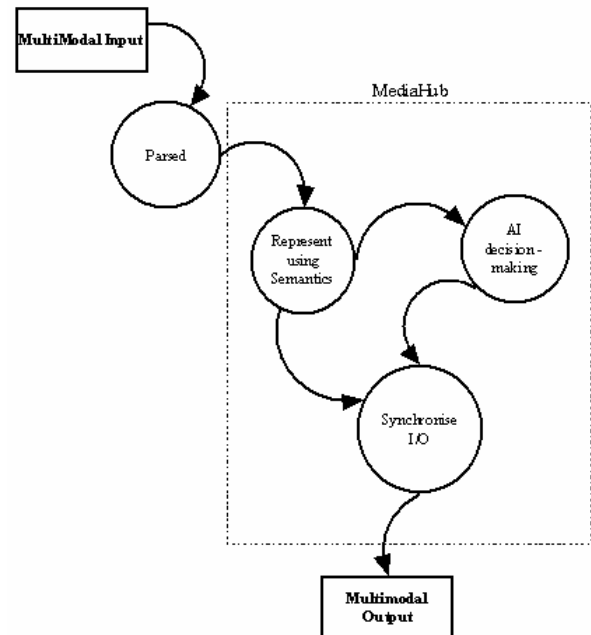 MultiModal Input
MediaHub
Parsed
Represent
using
Semantics
AI
decision-
making
Synchronise
I/O
Multimodal
Output